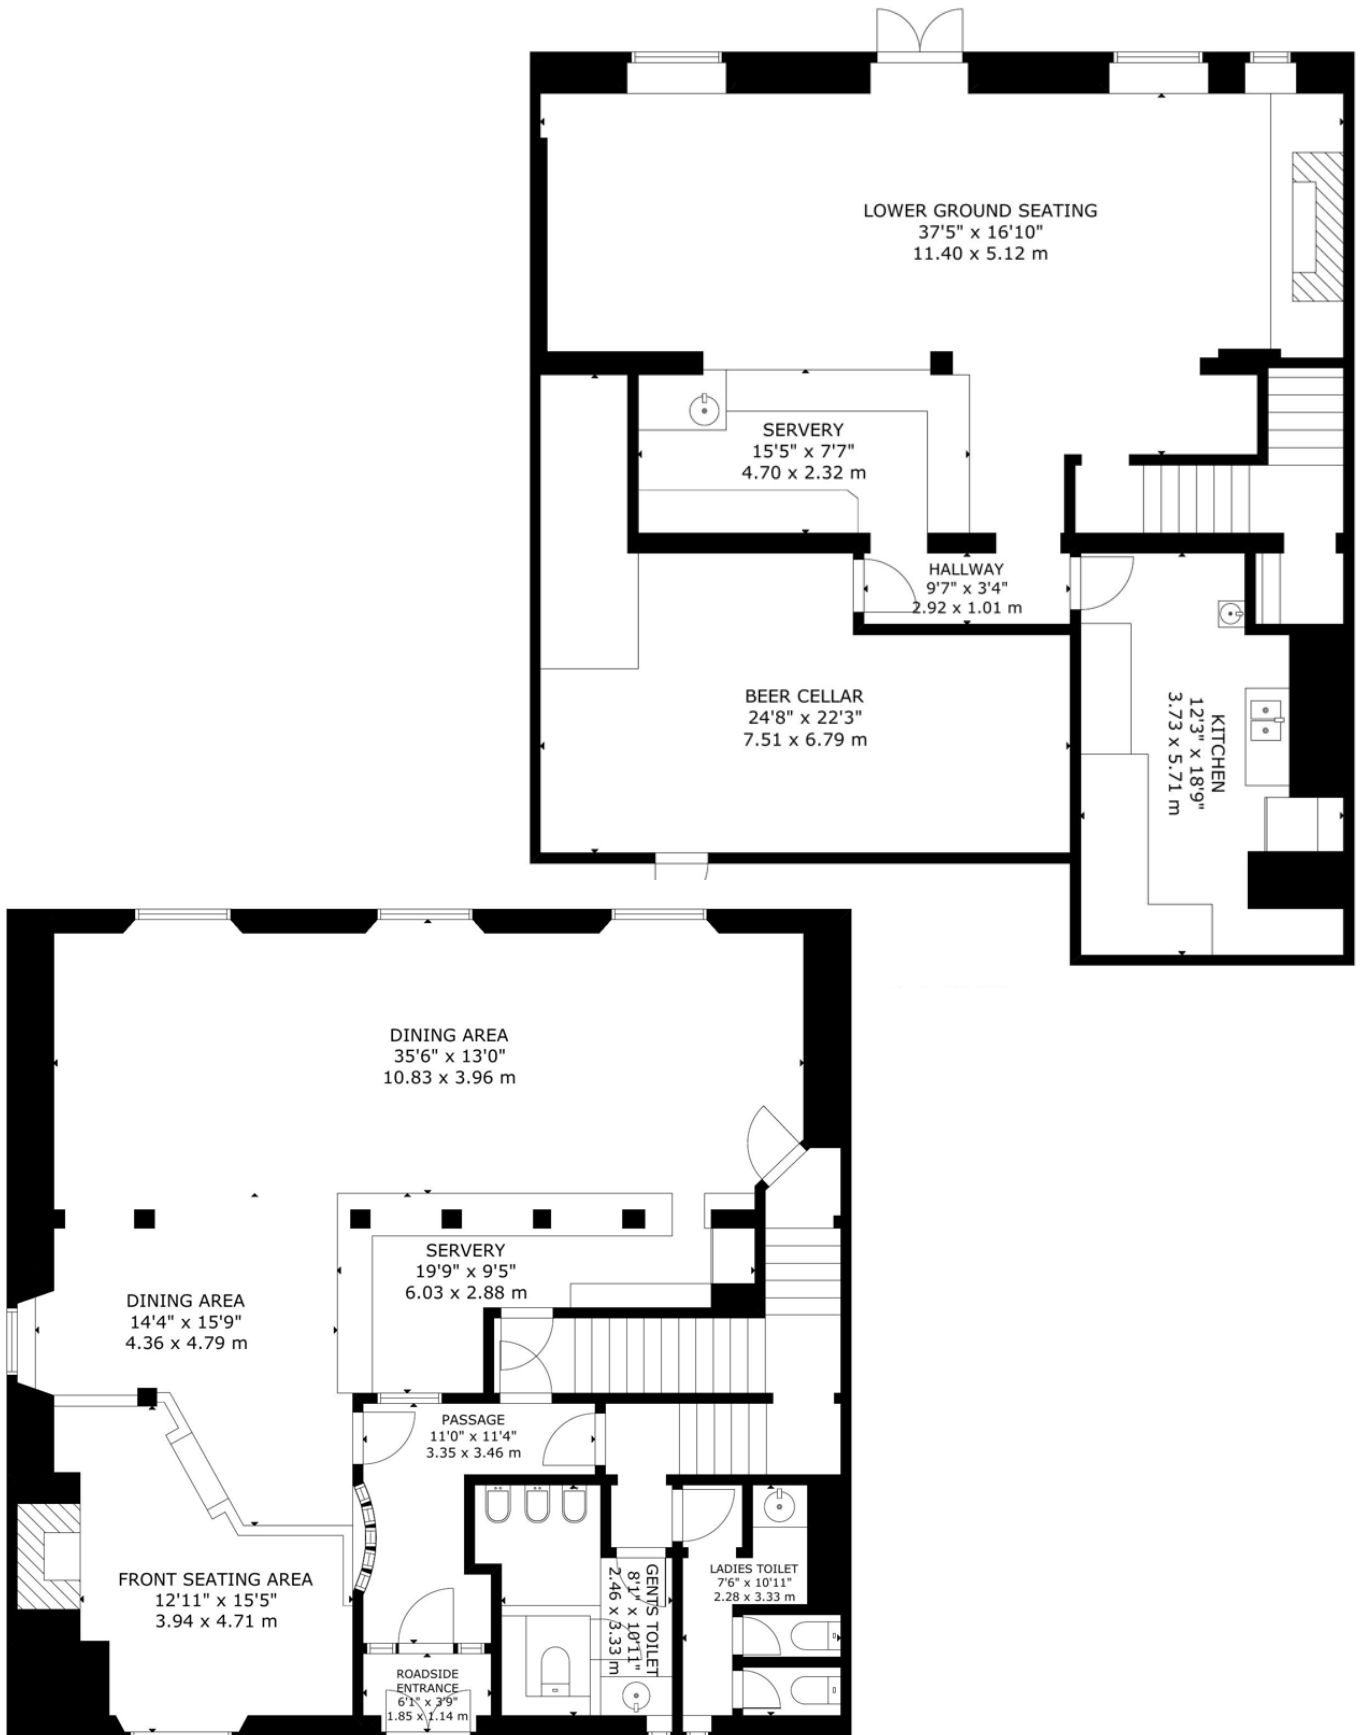 LOWER GROUND SEATING
37'5" x 16'10"
11.40 x 5.12 m
SERVERY
15'5" x 7'7"
4.70 x 2.32 m
HALLWAY
9'7" x 3'4"
2.92 x 1.01 m
BEER CELLAR
24'8" x 22'3"
7.51 x 6.79 m
KITCHEN
12'3" x 18'9"
3.73 x 5.71 m
DINING AREA
35'6" x 13'0"
10.83 x 3.96 m
SERVERY
19'9" x 9'5"
6.03 x 2.88 m
DINING AREA
14'4" x 15'9"
4.36 x 4.79 m
PASSAGE
11'0" x 11'4"
3.35 x 3.46 m
FRONT SEATING AREA
12'11" x 15'5"
3.94 x 4.71 m
GENTS TOILET
8'1" x 10'11"
2.46 x 3.33 m
LADIES TOILET
7'6" x 10'11"
2.28 x 3.33 m
ROADSIDE
ENTRANCE
6'1" x 3'9"
1.85 x 1.14 m